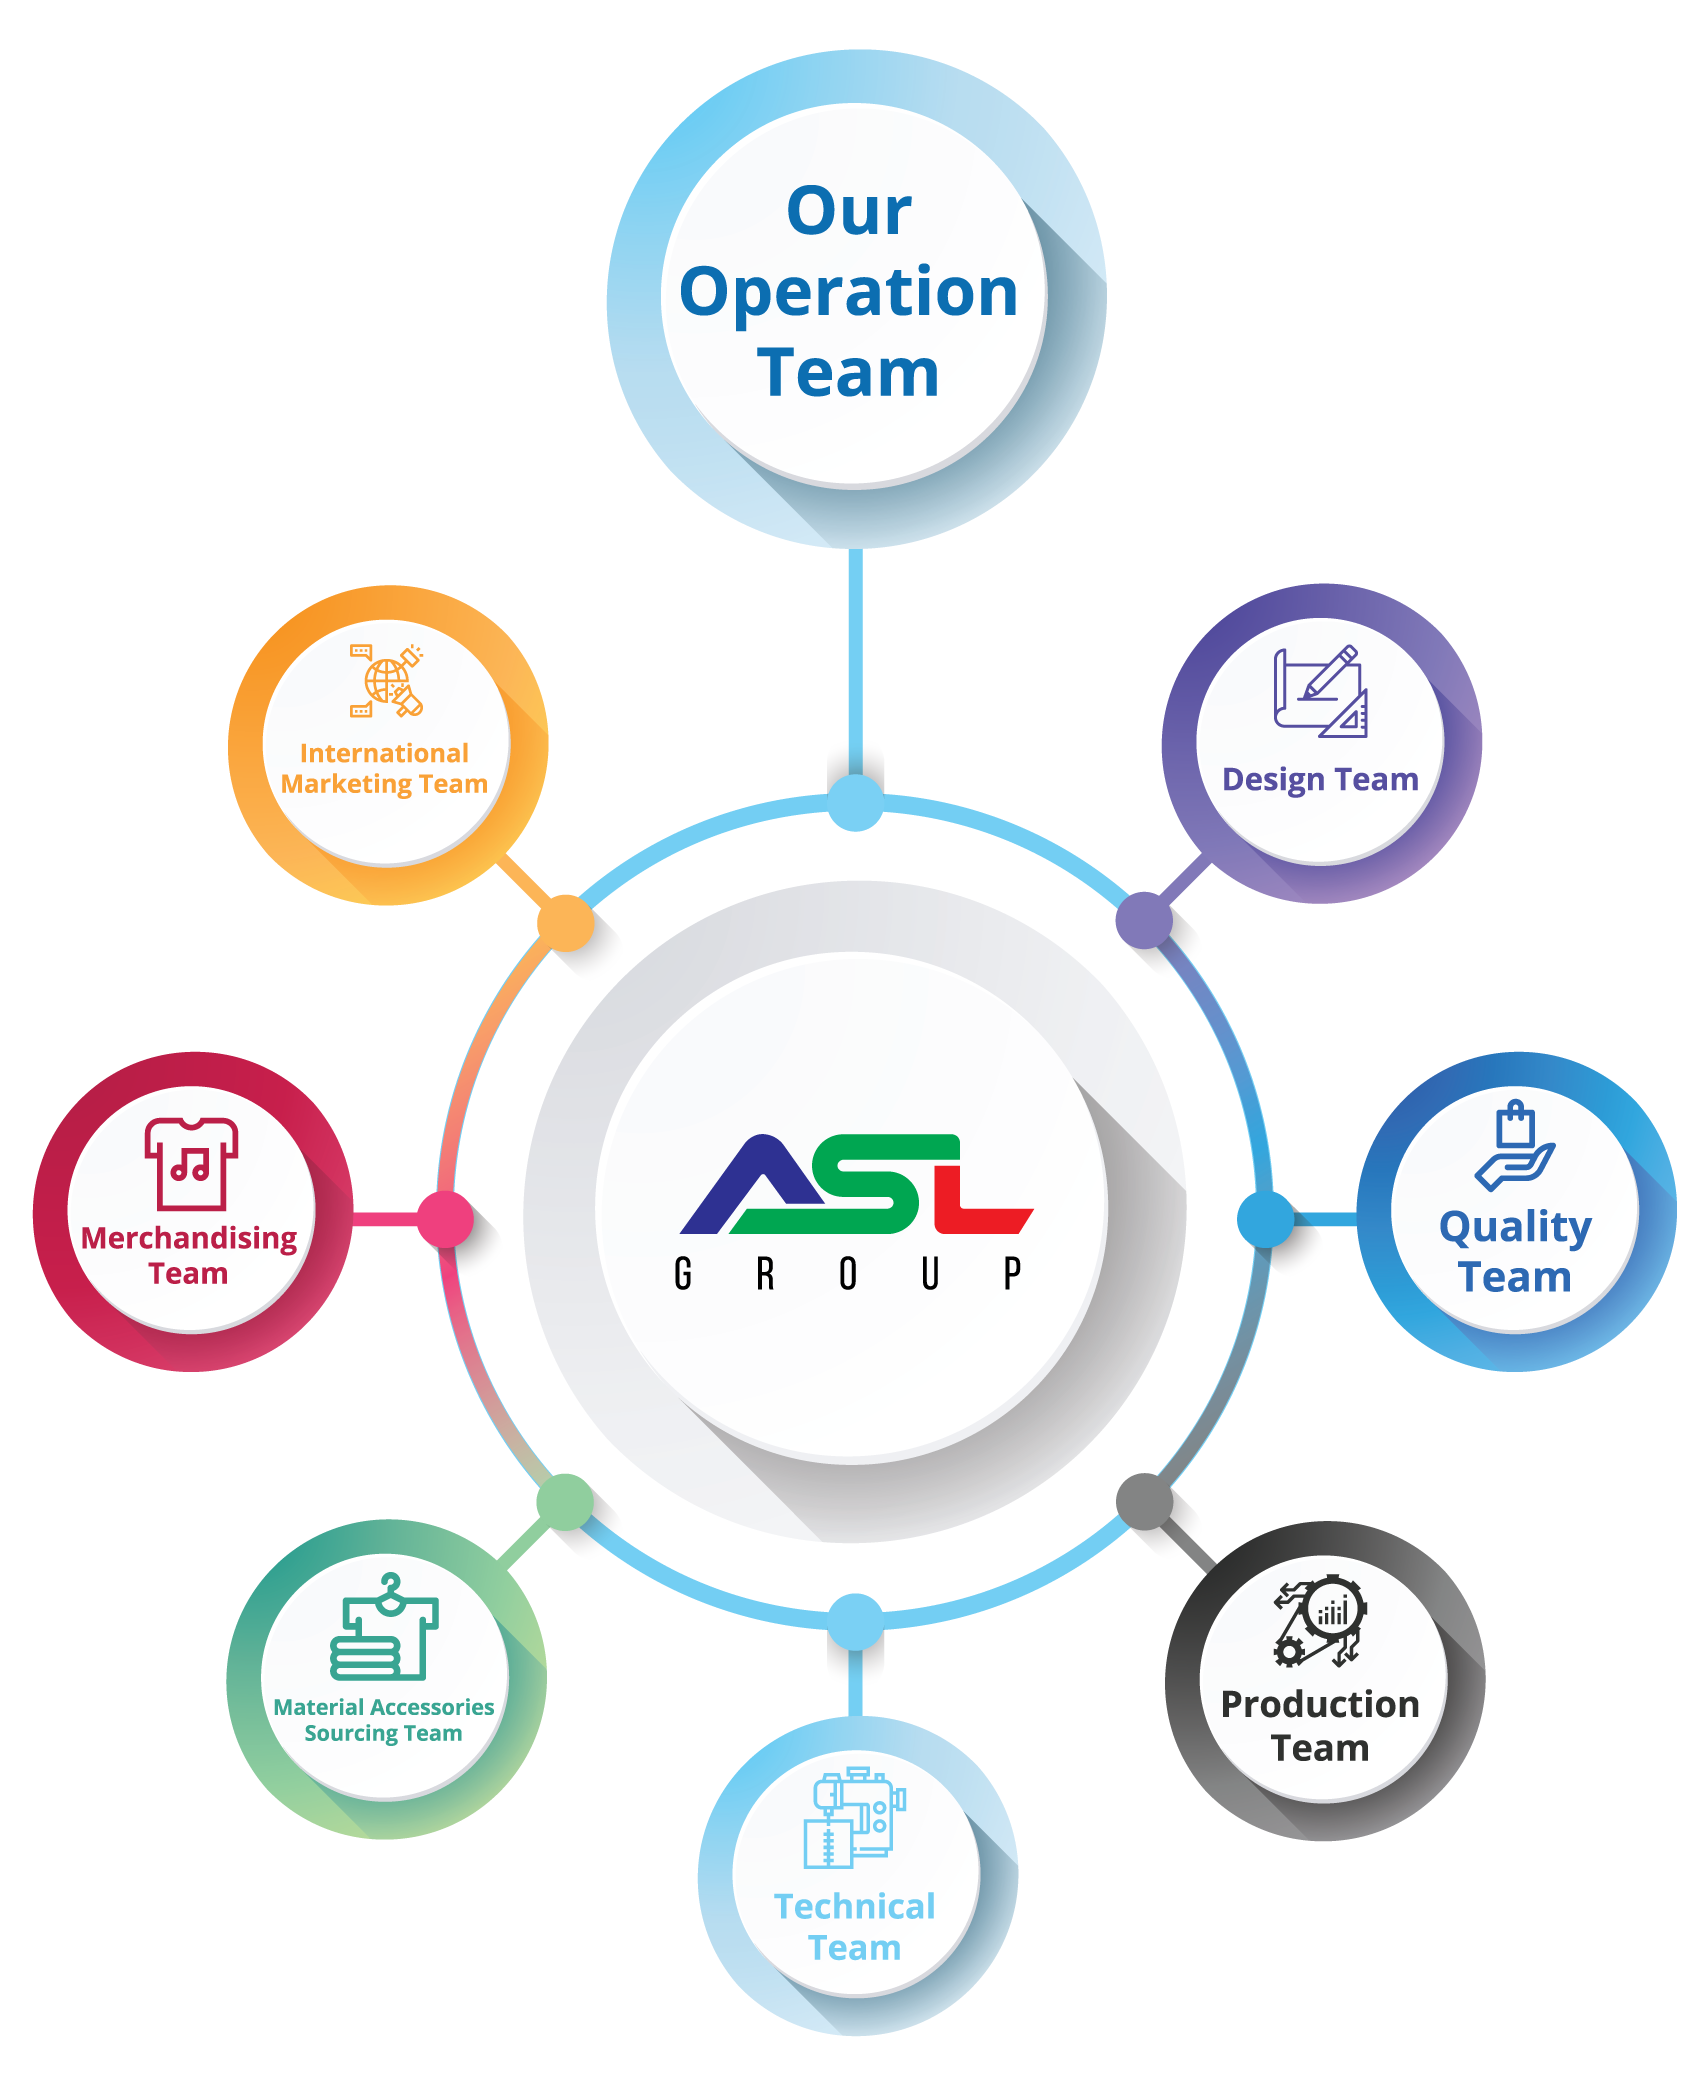 Our
Operation
Team
International
Marketing Team
Design Team
Merchandising
Team
ASL
GROUP
Quality
Team
Material Accessories
Sourcing Team
Production
Team
Technical
Team